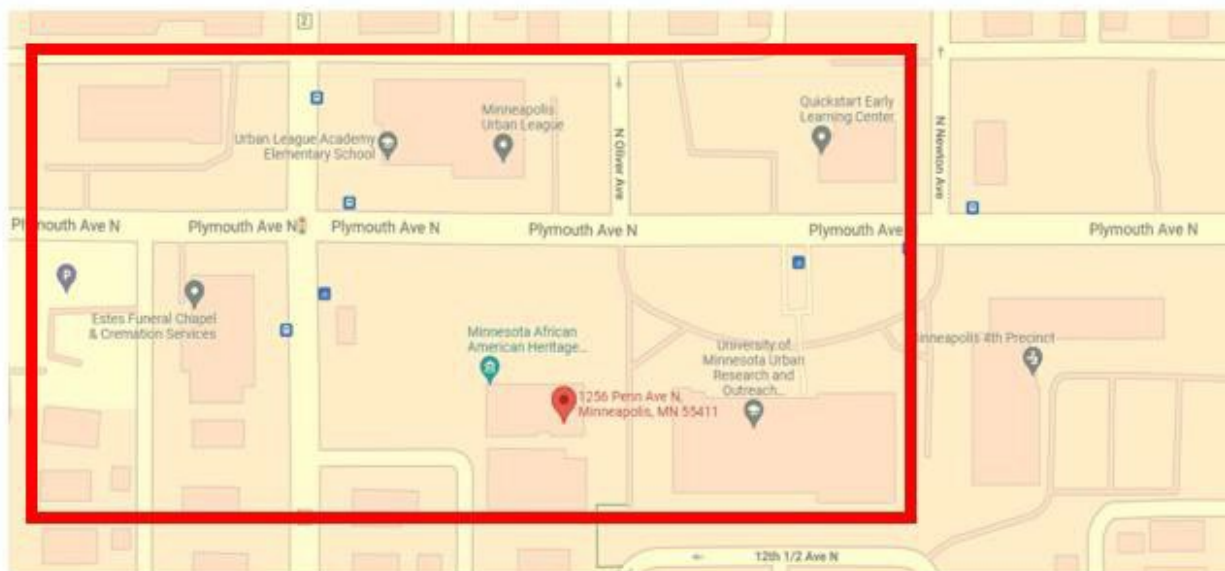 2
Urban League Academy
Elementary School
Minneapolis
Urban League
N Oliver Ave
Quickstart Early
Learning Center
N Newton Ave
Plymouth Ave N
Plymouth Ave N
Plymouth Ave N
Plymouth Ave N
Plymouth Ave
Plymouth Ave N
P
Estes Funeral Chapel
& Cremation Services
Minnesota African
American Heritage...
1256 Penn Ave N,
Minneapolis, MN 55411
University of
Minnesota Urban
Research and
Outreach...
inneapolis 4th Precinct
12th 1/2 Ave N